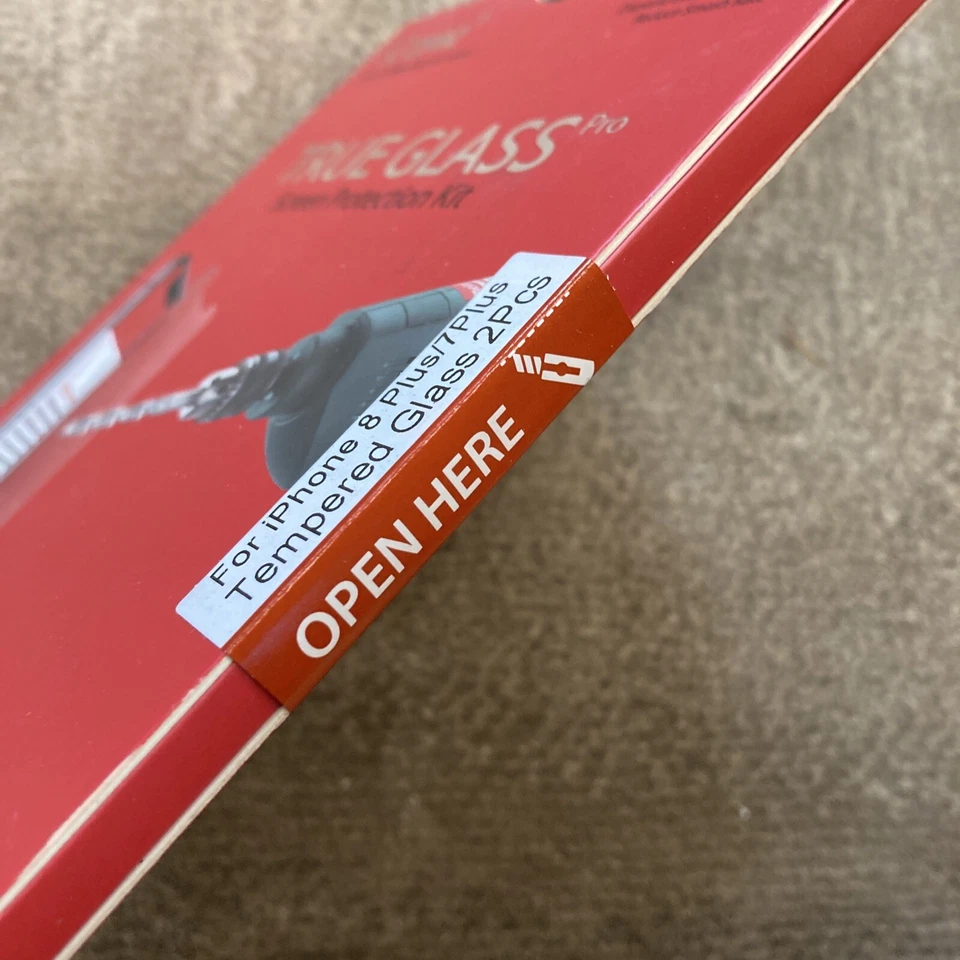 TRUE GLASS Pro
Screen Protection Kit
For iPhone 8 Plus/7Plus
Tempered Glass 2PCS
OPEN HERE